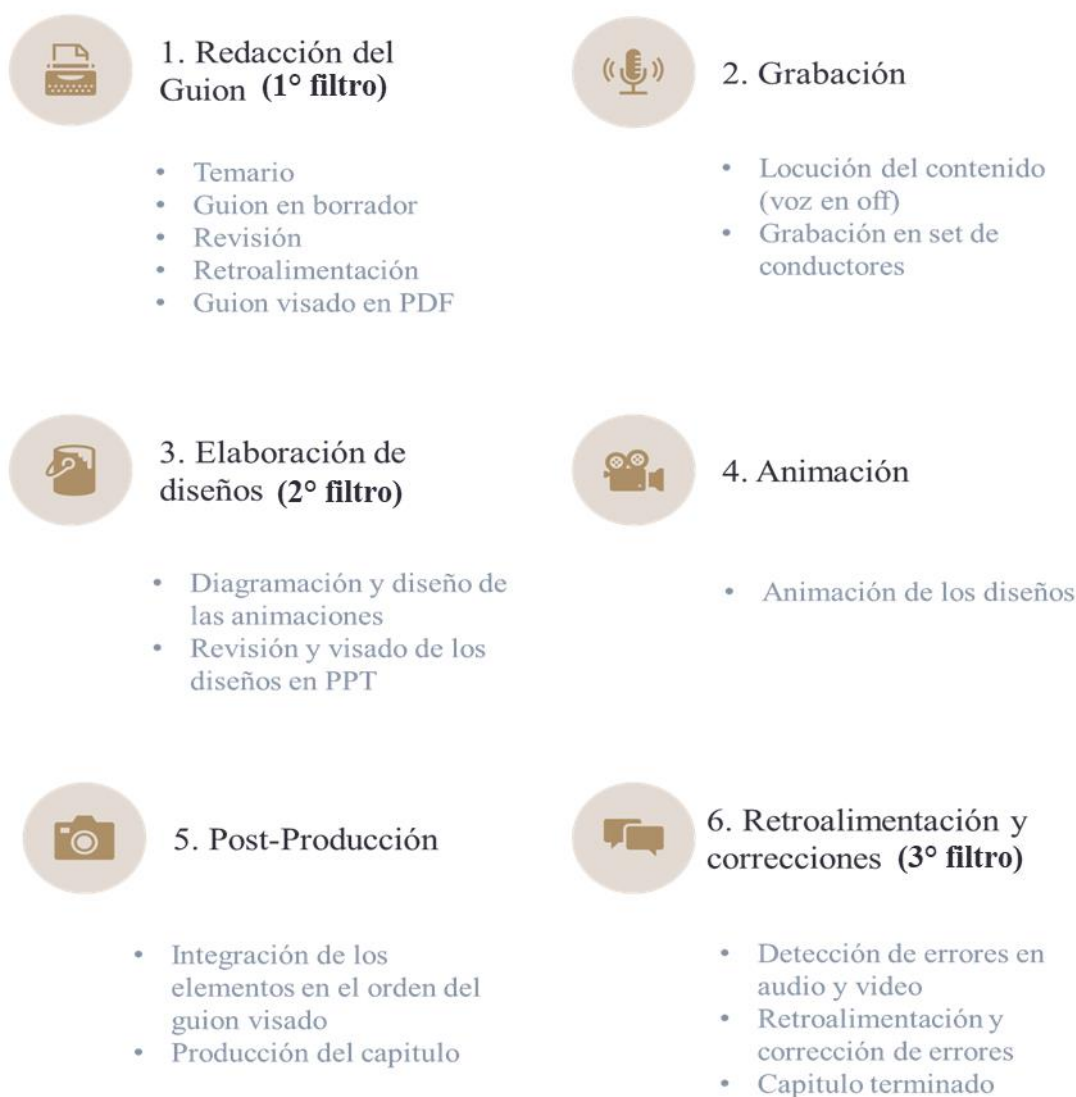 1. Redacción del
Guion (1° filtro)
• Temario
• Guion en borrador
• Revisión
• Retroalimentación
• Guion visado en PDF
2. Grabación
• Locución del contenido
(voz en off)
• Grabación en set de
conductores
3. Elaboración de
diseños (2° filtro)
• Diagramación y diseño de
las animaciones
• Revisión y visado de los
diseños en PPT
4. Animación
• Animación de los diseños
5. Post-Producción
• Integración de los
elementos en el orden del
guion visado
• Producción del capitulo
6. Retroalimentación y
correcciones (3° filtro)
• Detección de errores en
audio y video
• Retroalimentación y
corrección de errores
• Capitulo terminado